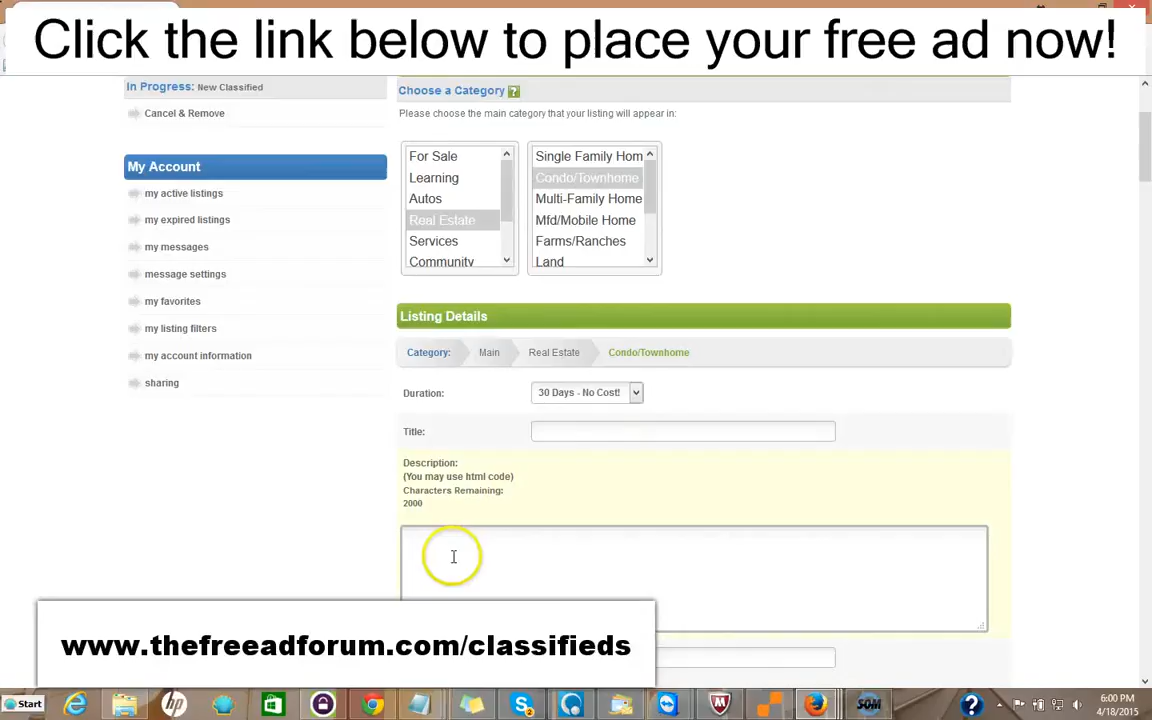 Click the link below to place your free ad now!
In Progress: New Classified
Cancel & Remove
My Account
my active listings
my expired listings
my messages
message settings
my favorites
my listing filters
my account information
sharing
Choose a Category ?
Please choose the main category that your listing will appear in:
For Sale
Learning
Autos
Real Estate
Services
Community
Single Family Hom
Condo/Townhome
Multi-Family Home
Mfd/Mobile Home
Farms/Ranches
Land
Listing Details
Category: Main Real Estate Condo/Townhome
Duration: 30 Days - No Cost!
Title:
Description:
(You may use html code)
Characters Remaining:
2000
www.thefreeadforum.com/classifieds
Start
hp
2
SOM
?
6:00 PM
4/18/2015